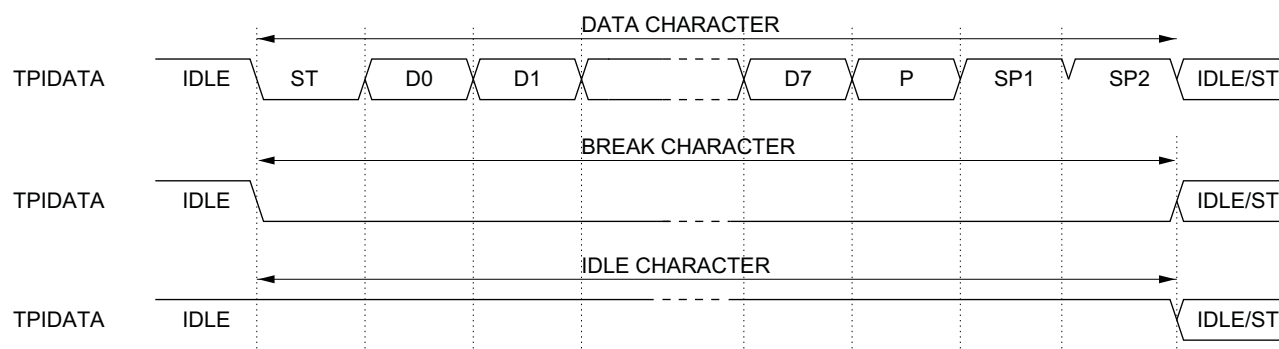 DATA CHARACTER
TPIDATA IDLE ST D0 D1 D7 P SP1 SP2 IDLE/ST
BREAK CHARACTER
TPIDATA IDLE IDLE/ST
IDLE CHARACTER
TPIDATA IDLE IDLE/ST